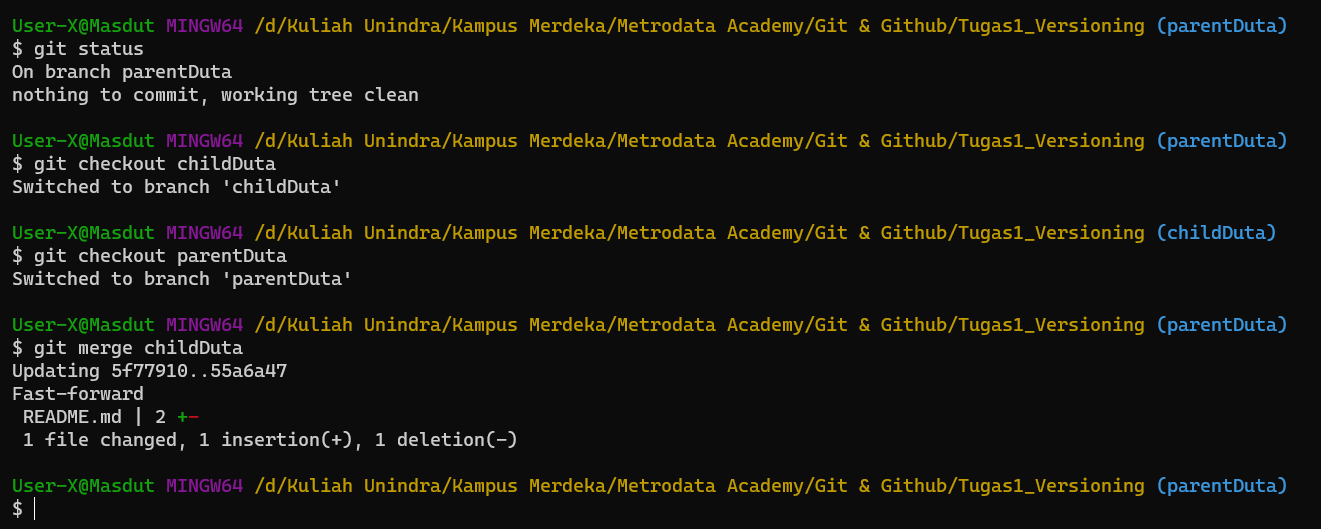 User-X@Masdut MINGW64 /d/Kuliah Unindra/Kampus Merdeka/Metrodata Academy/Git & Github/Tugas1_Versioning (parentDuta)
$ git status
On branch parentDuta
nothing to commit, working tree clean
User-X@Masdut MINGW64 /d/Kuliah Unindra/Kampus Merdeka/Metrodata Academy/Git & Github/Tugas1_Versioning (parentDuta)
$ git checkout childDuta
Switched to branch 'childDuta'
User-X@Masdut MINGW64 /d/Kuliah Unindra/Kampus Merdeka/Metrodata Academy/Git & Github/Tugas1_Versioning (childDuta)
$ git checkout parentDuta
Switched to branch 'parentDuta'
User-X@Masdut MINGW64 /d/Kuliah Unindra/Kampus Merdeka/Metrodata Academy/Git & Github/Tugas1_Versioning (parentDuta)
$ git merge childDuta
Updating 5f77910..55a6a47
Fast-forward
 README.md | 2 +-
 1 file changed, 1 insertion(+), 1 deletion(-)
User-X@Masdut MINGW64 /d/Kuliah Unindra/Kampus Merdeka/Metrodata Academy/Git & Github/Tugas1_Versioning (parentDuta)
$